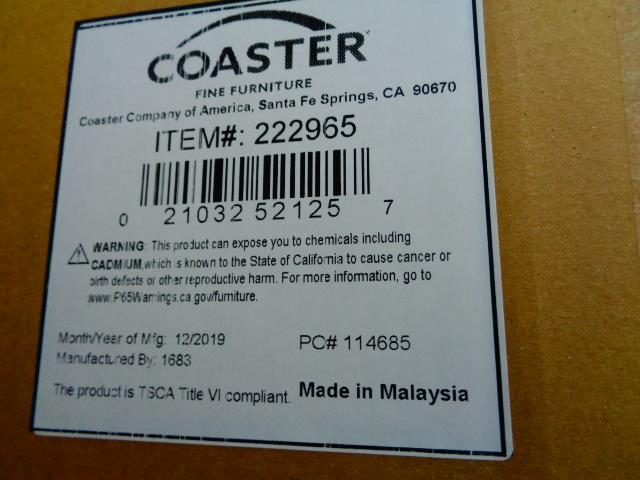 COASTER
FINE FURNITURE
Coaster Company of America, Santa Fe Springs, CA 90670
ITEM#: 222965
0 21032 52125 7
WARNING: This product can expose you to chemicals including
CADMIUM,which is known to the State of California to cause cancer or
birth defects or other reproductive harm. For more information, go to
www.P65Warnings.ca.gov/furniture.
Month/Year of Mfg: 12/2019 PC# 114685
Manufactured By: 1683
The product is TSCA Title VI compliant. Made in Malaysia